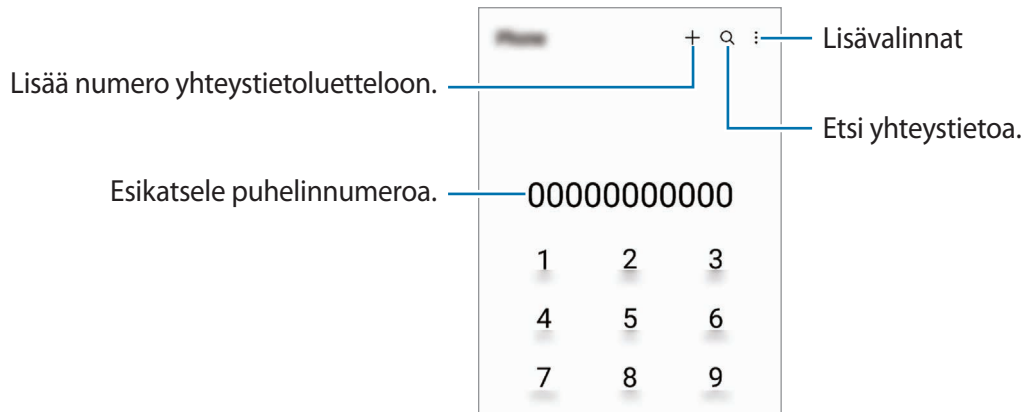 Lisävalinnat
Lisää numero yhteystietoluetteloon.
Etsi yhteystietoa.
Esikatsele puhelinnumeroa.
00000000000
1 2 3
4 5 6
7 8 9